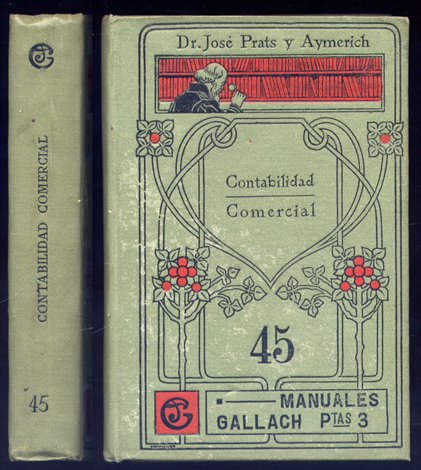 CONTABILIDAD COMERCIAL
45
Dr. José Prats y Aymerich
Contabilidad
Comercial
45
MANUALES
GALLACH PTAS 3